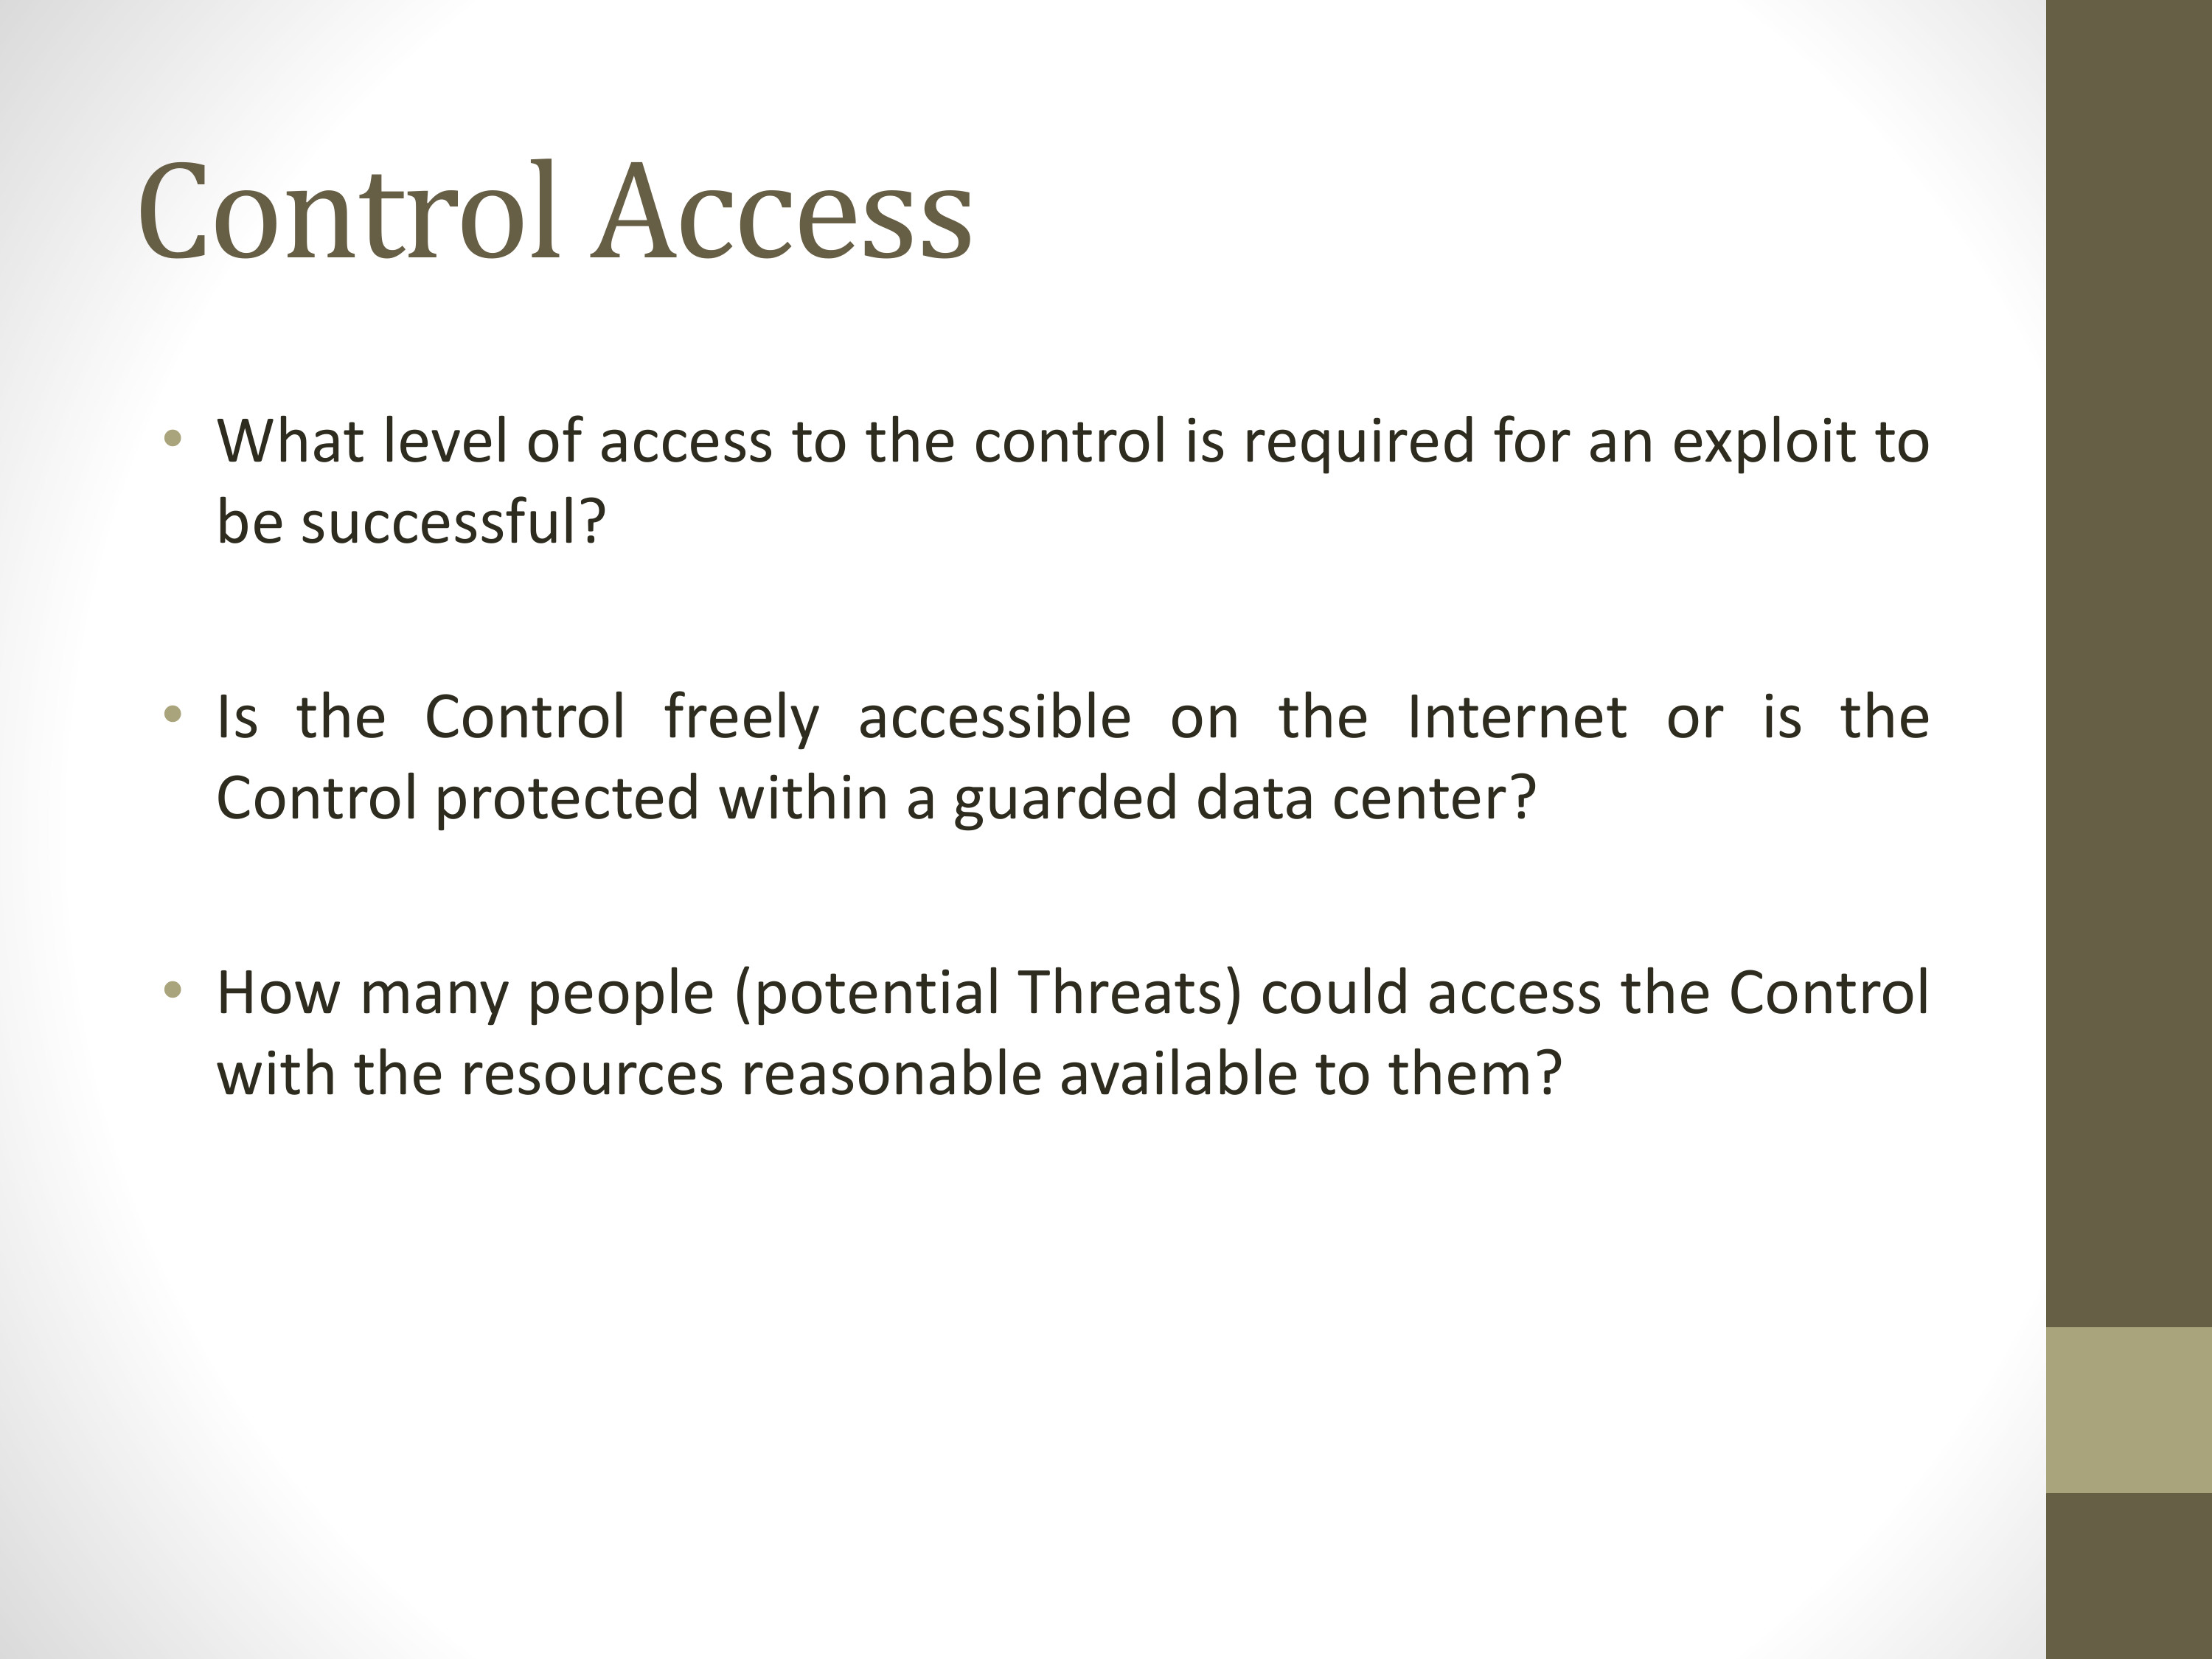 Control Access
• What level of access to the control is required for an exploit to
be successful?
• Is the Control freely accessible on the Internet or is the
Control protected within a guarded data center?
• How many people (potential Threats) could access the Control
with the resources reasonable available to them?